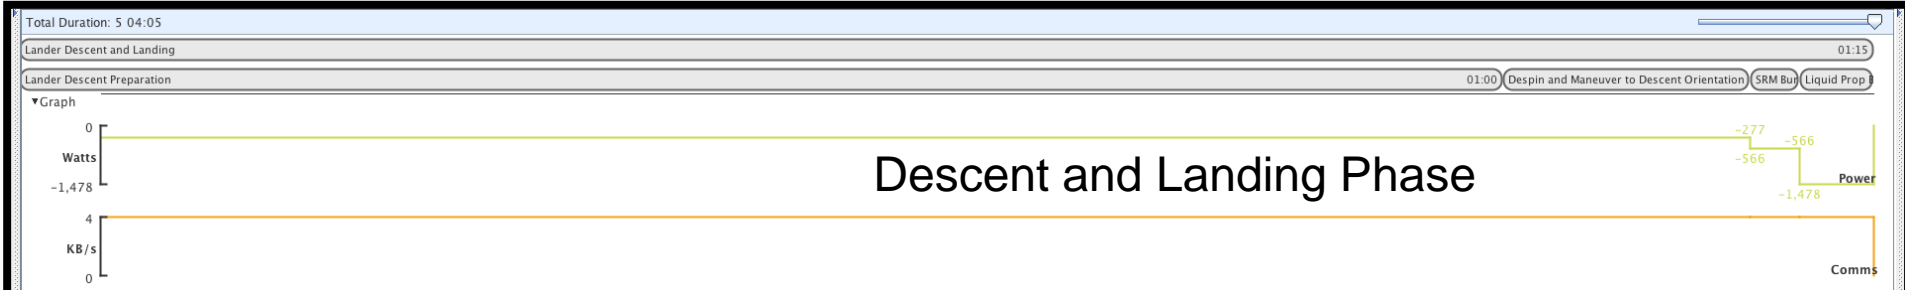 Total Duration: 5 04:05
Lander Descent and Landing 01:15
Lander Descent Preparation 01:00 Despin and Maneuver to Descent Orientation SRM Bur Liquid Prop B
▼Graph
0
Watts
-1,478
-277
-566
-566
-1,478
Power
Descent and Landing Phase
4
KB/s
0
Comms